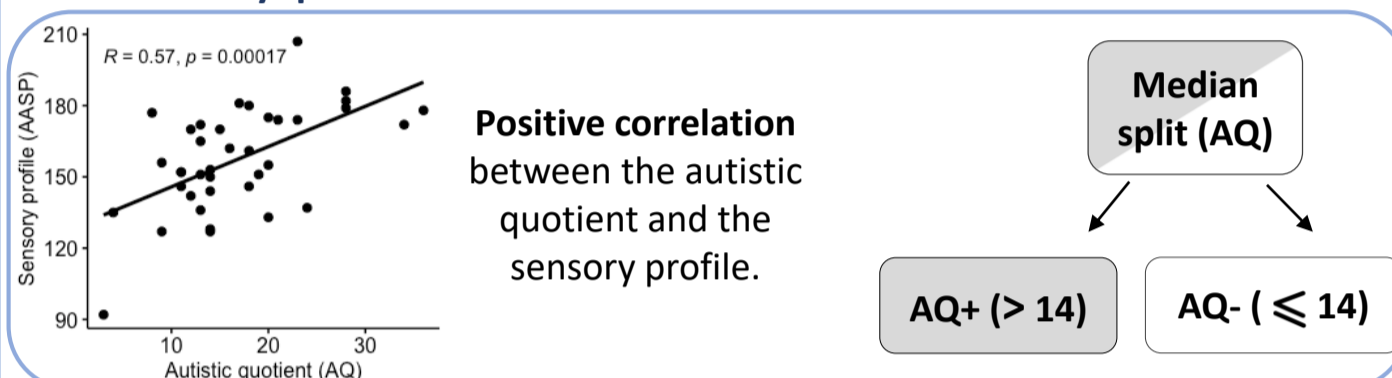 210
R = 0.57, p = 0.00017
180
150
120
90
Sensory profile (AASP)
10 20 30
Autistic quotient (AQ)
Positive correlation
between the autistic
quotient and the
sensory profile.
Median
split (AQ)
AQ+ (> 14)
AQ- ( ⩽ 14)